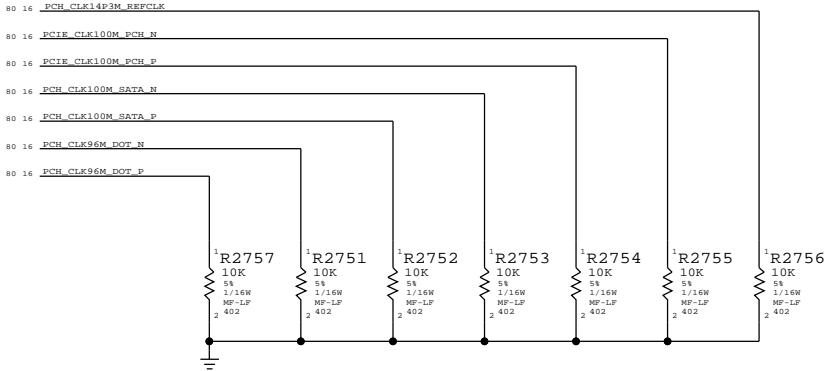 80 16 PCH_CLK14P3M_REFCLK
80 16 PCIE_CLK100M_PCH_N
80 16 PCIE_CLK100M_PCH_P
80 16 PCH_CLK100M_SATA_N
80 16 PCH_CLK100M_SATA_P
80 16 PCH_CLK96M_DOT_N
80 16 PCH_CLK96M_DOT_P
1 R2757
10K
5%
1/16W
MF-LF
2 402
1 R2751
10K
5%
1/16W
MF-LF
2 402
1 R2752
10K
5%
1/16W
MF-LF
2 402
1 R2753
10K
5%
1/16W
MF-LF
2 402
1 R2754
10K
5%
1/16W
MF-LF
2 402
1 R2755
10K
5%
1/16W
MF-LF
2 402
1 R2756
10K
5%
1/16W
MF-LF
2 402